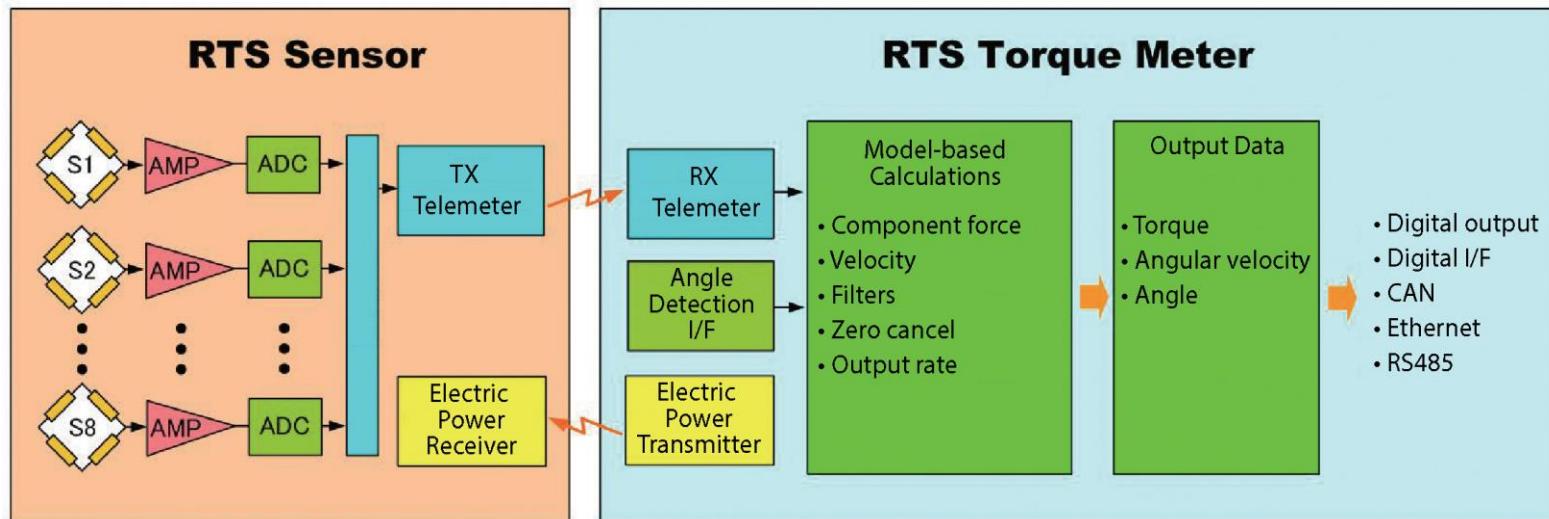 RTS Sensor
S1
AMP
ADC
TX
Telemeter
S2
AMP
ADC
S8
AMP
ADC
Electric
Power
Receiver
RTS Torque Meter
RX
Telemeter
Angle
Detection
I/F
Electric
Power
Transmitter
Model-based
Calculations
• Component force
• Velocity
• Filters
• Zero cancel
• Output rate
Output Data
• Torque
• Angular velocity
• Angle
• Digital output
• Digital I/F
• CAN
• Ethernet
• RS485